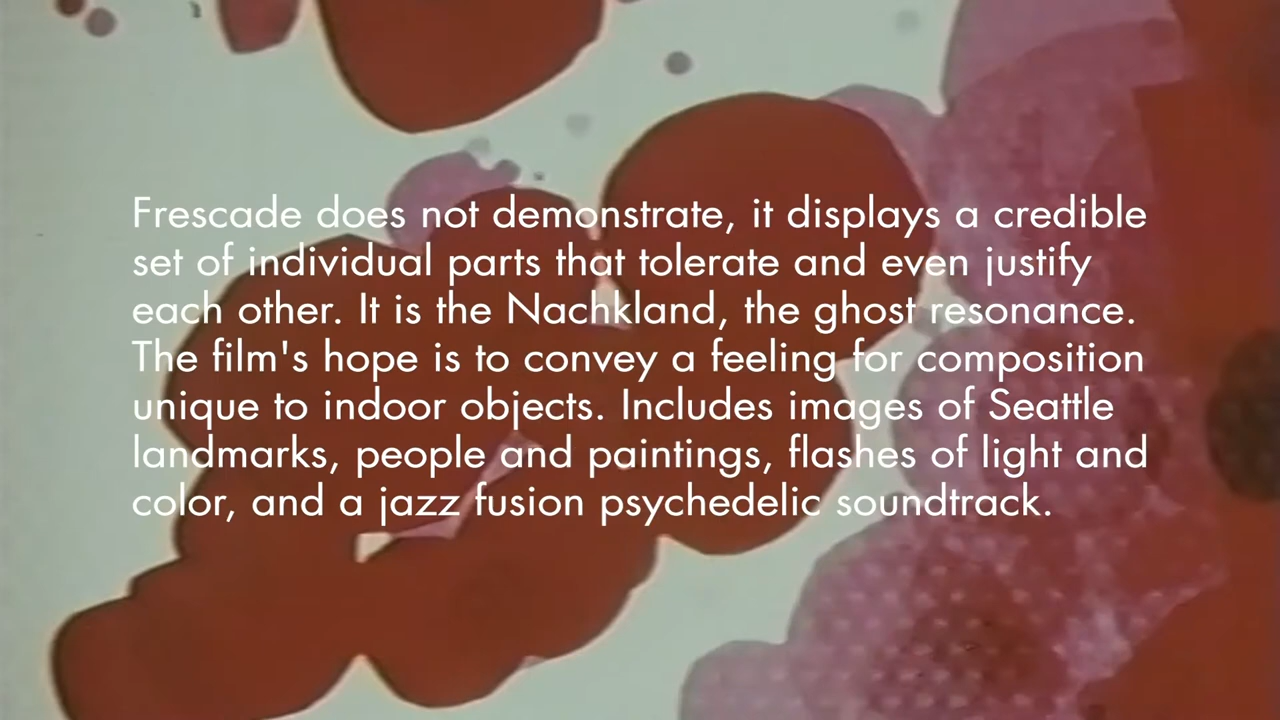 Frescade does not demonstrate, it displays a credible
set of individual parts that tolerate and even justify
each other. It is the Nachkland, the ghost resonance.
The film's hope is to convey a feeling for composition
unique to indoor objects. Includes images of Seattle
landmarks, people and paintings, flashes of light and
color, and a jazz fusion psychedelic soundtrack.